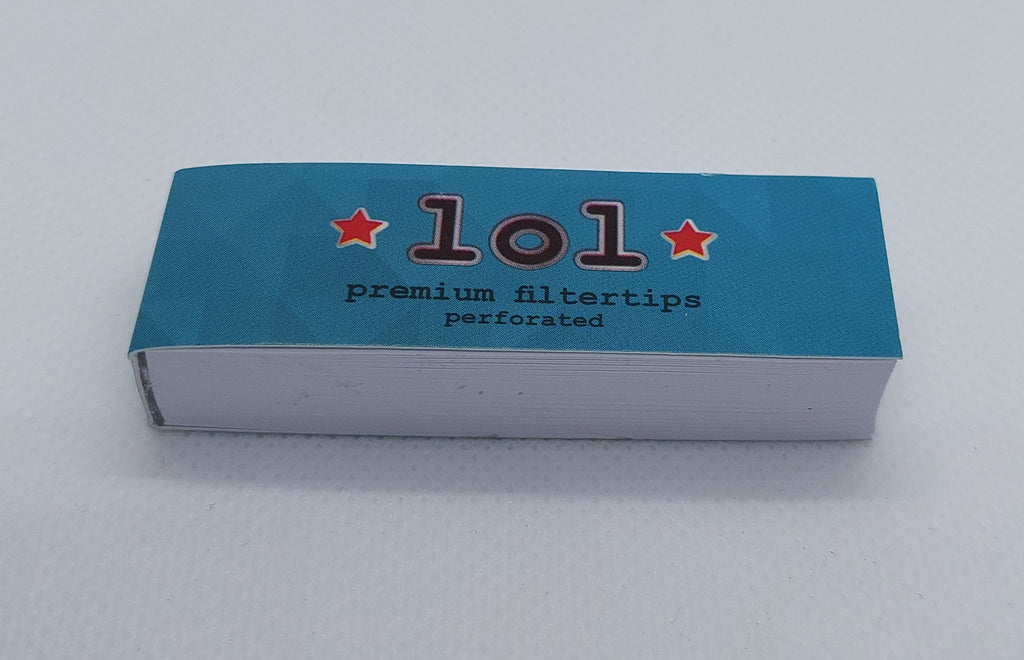 lol
premium filtertips
perforated